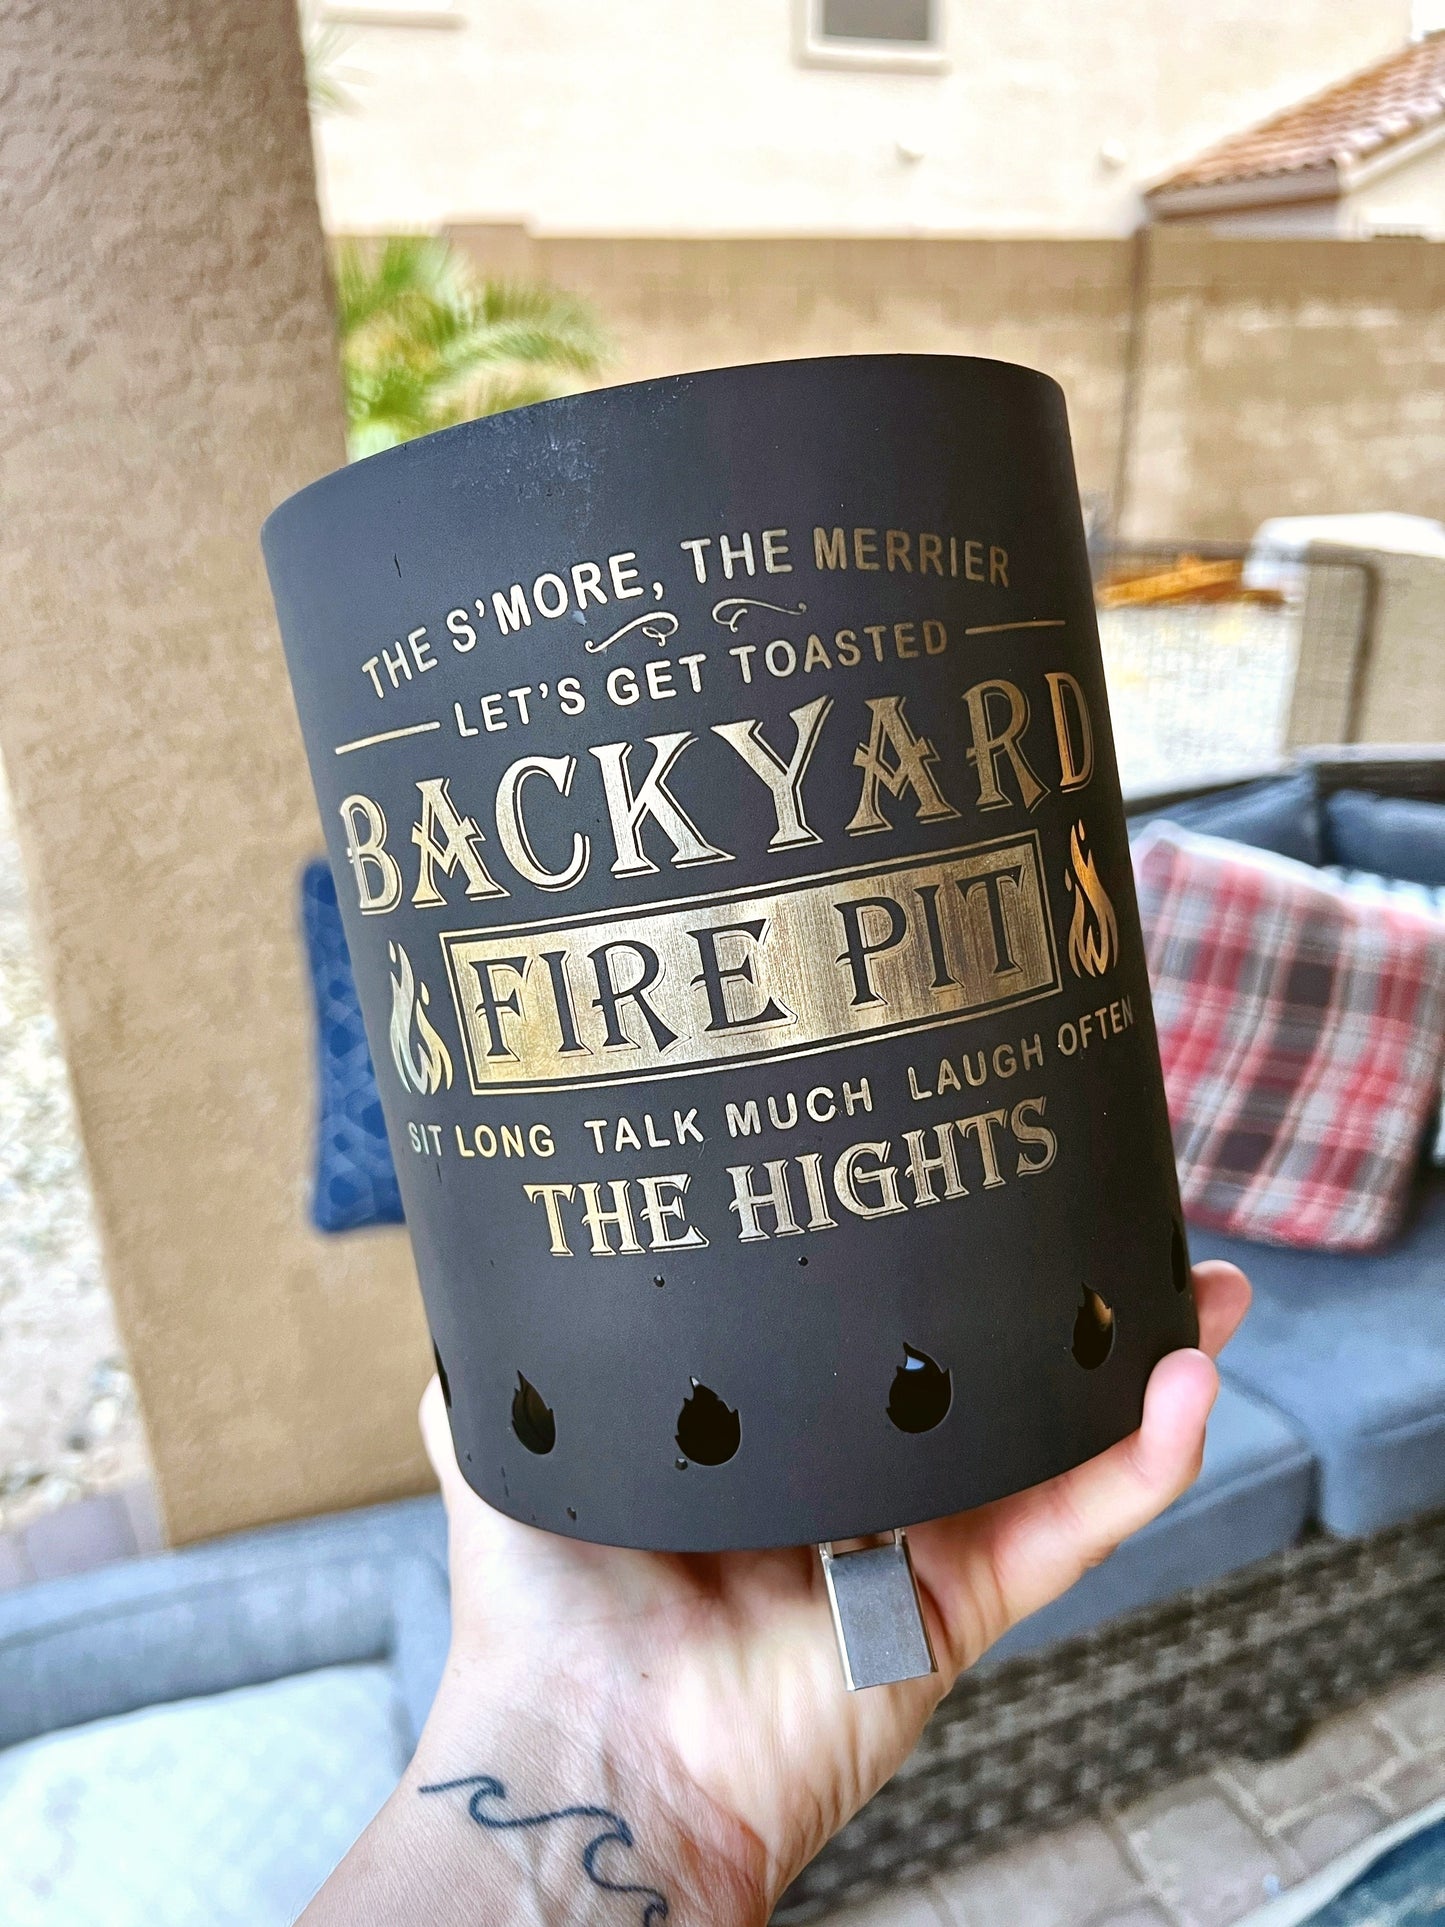 THE S'MORE, THE MERRIER
LET'S GET TOASTED
BACKYARD
FIRE PIT
SIT LONG TALK MUCH LAUGH OFTEN
THE HIGHTS